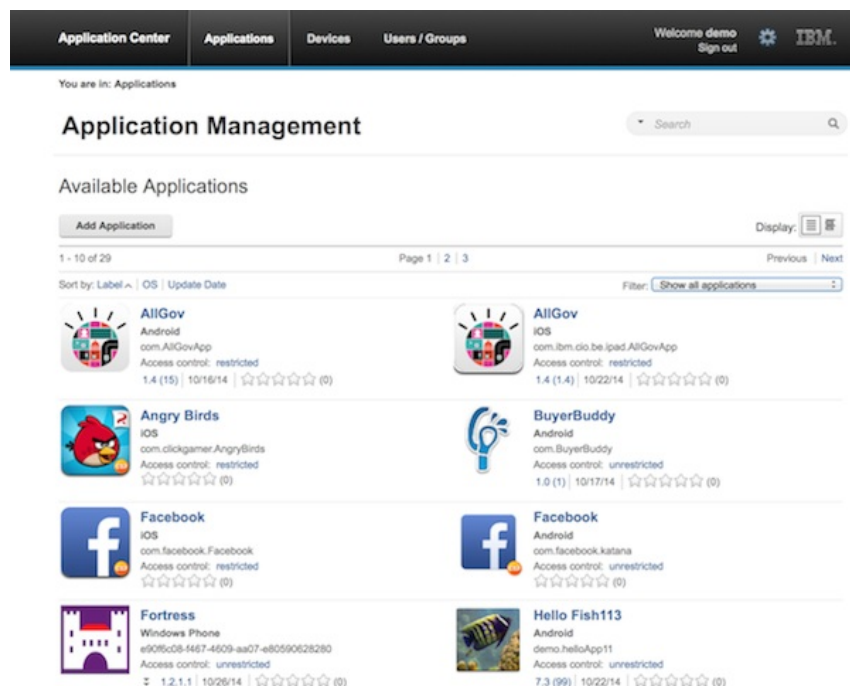 Application Center Applications Devices Users / Groups Welcome demo
Sign out IBM.
You are in: Applications
Application Management Search
Available Applications
Add Application Display:
1 - 10 of 29 Page 1 | 2 | 3 Previous | Next
Sort by: Label OS | Update Date Filter: Show all applications
AllGov
Android
com.AllGovApp
Access control: restricted
1.4 (15) | 10/16/14 | (0)
AllGov
iOS
com.ibm.cio.be.ipad.AllGovApp
Access control: restricted
1.4 (1.4) | 10/22/14 | (0)
Angry Birds
iOS
com.clickgamer.AngryBirds
Access control: restricted
(0)
BuyerBuddy
Android
com.BuyerBuddy
Access control: unrestricted
1.0 (1) | 10/17/14 | (0)
Facebook
iOS
com.facebook.Facebook
Access control: restricted
(0)
Facebook
Android
com.facebook.katana
Access control: unrestricted
(0)
Fortress
Windows Phone
e90f6c08-f467-4609-aa07-e80590628280
Access control: unrestricted
1.2.1.1 | 10/26/14 | (0)
Hello Fish113
Android
demo.helloApp11
Access control: unrestricted
7.3 (99) | 10/22/14 | (0)